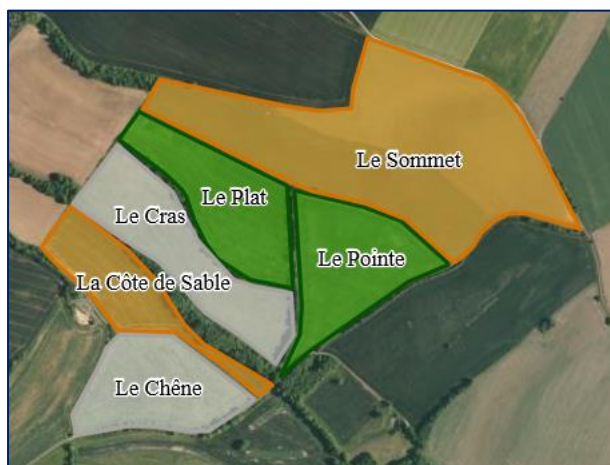 Le Sommet
Le Plat
Le Cras
Le Pointe
La Côte de Sable
Le Chêne